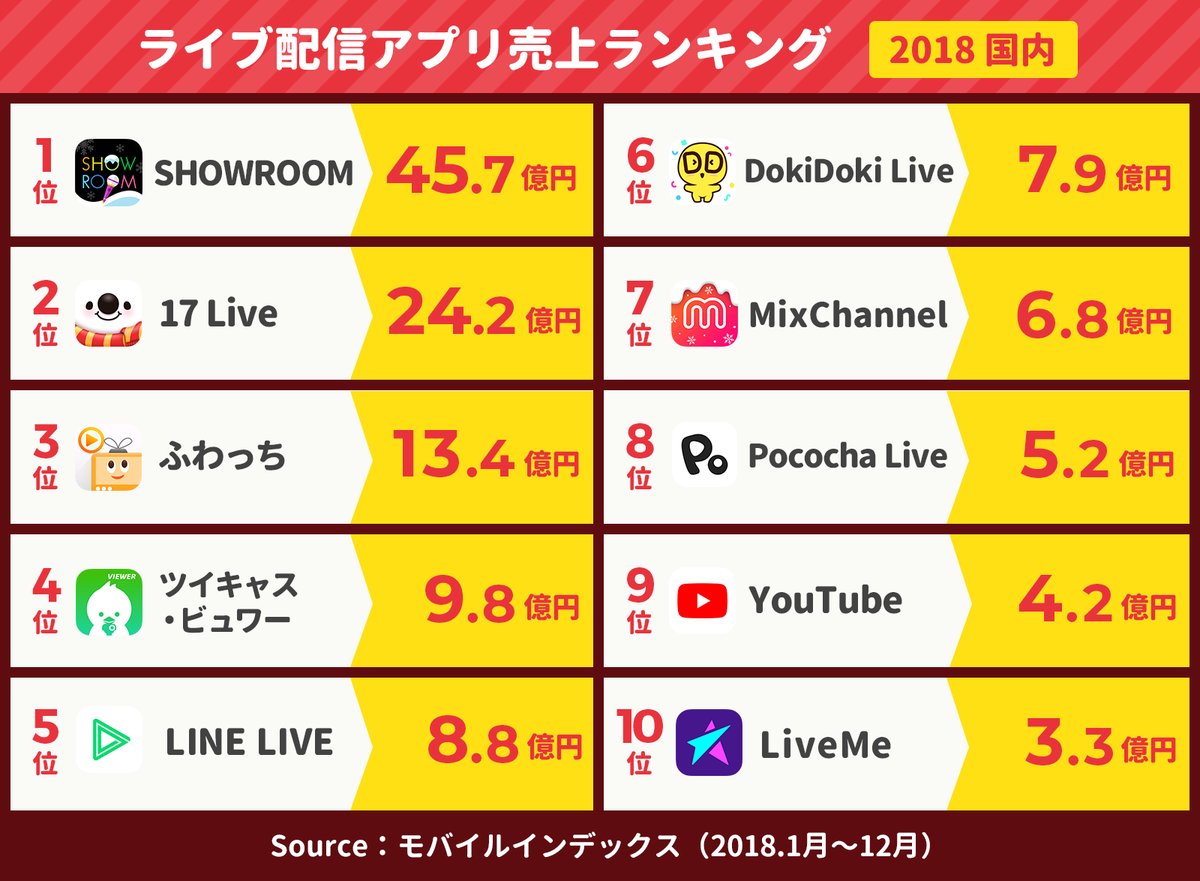 ライブ配信アプリ売上ランキング 2018 国内
1位 SHOWROOM SHOWROOM 45.7億円
2位 17 Live 24.2億円
3位 ふわっち 13.4億円
4位 VIEWER ツイキャス
・ビュワー 9.8億円
5位 LINE LIVE 8.8億円
6位 DD DokiDoki Live 7.9億円
7位 m MixChannel 6.8億円
8位 Po Pococha Live 5.2億円
9位 YouTube 4.2億円
10位 LiveMe 3.3億円
Source：モバイルインデックス（2018.1月～12月）